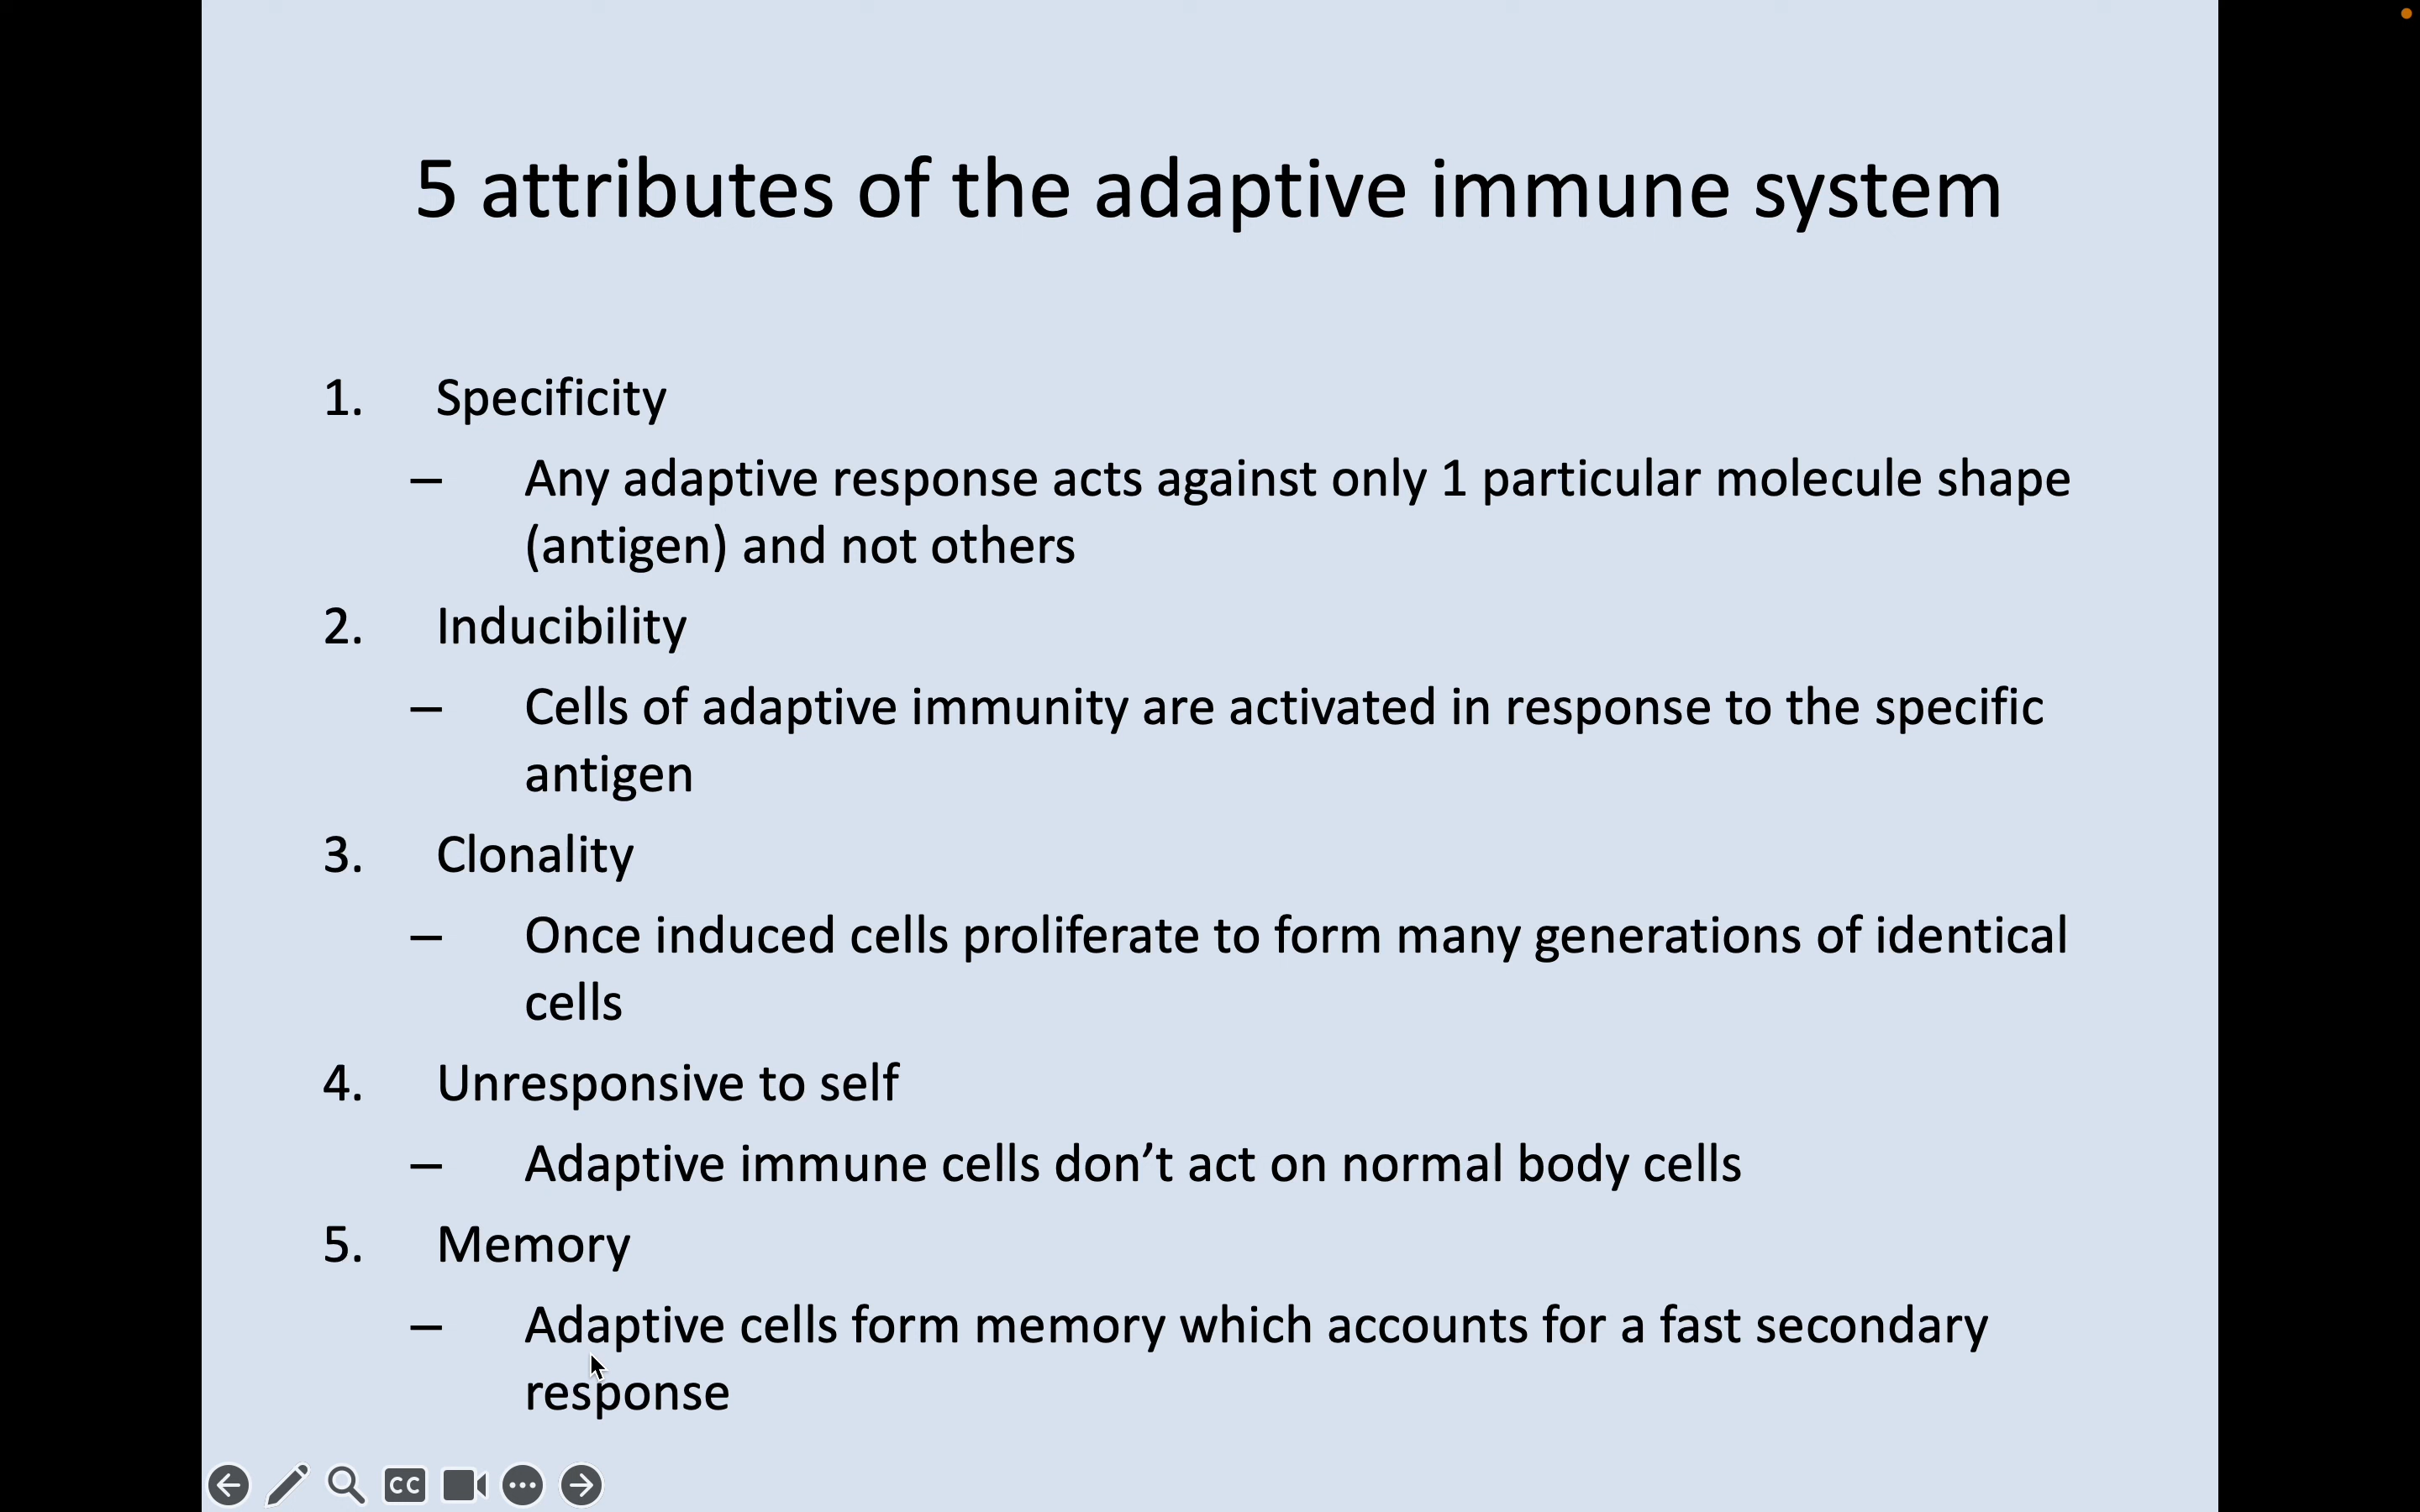 5 attributes of the adaptive immune system
1. Specificity
– Any adaptive response acts against only 1 particular molecule shape
(antigen) and not others
2. Inducibility
– Cells of adaptive immunity are activated in response to the specific
antigen
3. Clonality
– Once induced cells proliferate to form many generations of identical
cells
4. Unresponsive to self
– Adaptive immune cells don’t act on normal body cells
5. Memory
– Adaptive cells form memory which accounts for a fast secondary
response
CC